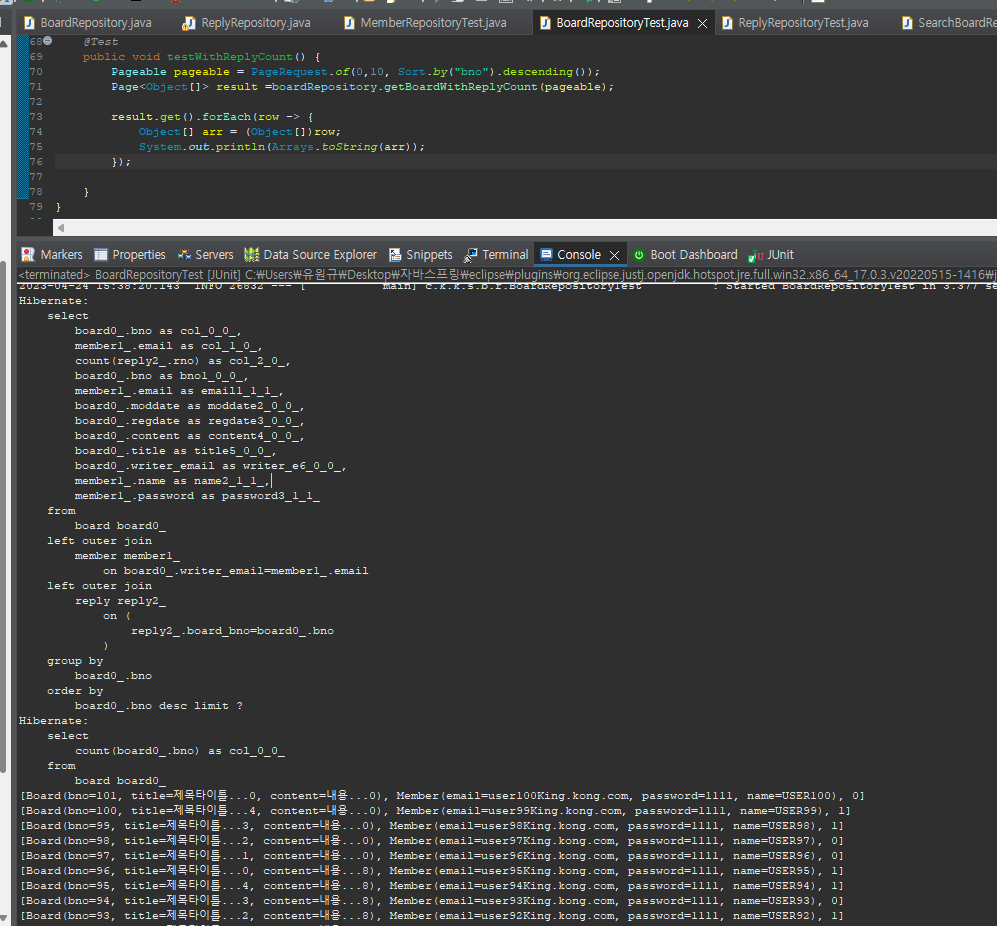 BoardRepository.java ReplyRepository.java MemberRepositoryTest.java BoardRepositoryTest.java ReplyRepositoryTest.java SearchBoardRe
68 @Test
69 public void testWithReplyCount() {
70 Pageable pageable = PageRequest.of(0,10, Sort.by("bno").descending());
71 Page<Object[]> result =boardRepository.getBoardWithReplyCount(pageable);
72
73 result.get().forEach(row -> {
74 Object[] arr = (Object[])row;
75 System.out.println(Arrays.toString(arr));
76 });
77
78 }
79 }
Markers Properties Servers Data Source Explorer Snippets Terminal Console Boot Dashboard JUnit
<terminated> BoardRepositoryTest [JUnit] C:₩Users₩유원규₩Desktop₩자바스프링₩eclipse₩plugins₩org.eclipse.justj.openjdk.hotspot.jre.full.win32.x86_64_17.0.3.v20220515-1416₩j
2023-04-24 15:38:20.143 INFO 26832 --- [ main] c.k.k.s.b.r.BoardRepositoryTest : Started BoardRepositoryTest in 3.377 se
Hibernate:
select
board0_.bno as col_0_0_,
member1_.email as col_1_0_,
count(reply2_.rno) as col_2_0_,
board0_.bno as bno1_0_0_,
member1_.email as email1_1_1_,
board0_.moddate as moddate2_0_0_,
board0_.regdate as regdate3_0_0_,
board0_.content as content4_0_0_,
board0_.title as title5_0_0_,
board0_.writer_email as writer_e6_0_0_,
member1_.name as name2_1_1_,
member1_.password as password3_1_1_
from
board board0_
left outer join
member member1_
on board0_.writer_email=member1_.email
left outer join
reply reply2_
on (
reply2_.board_bno=board0_.bno
)
group by
board0_.bno
order by
board0_.bno desc limit ?
Hibernate:
select
count(board0_.bno) as col_0_0_
from
board board0_
[Board(bno=101, title=제목타이틀...0, content=내용...0), Member(email=user100King.kong.com, password=1111, name=USER100), 0]
[Board(bno=100, title=제목타이틀...4, content=내용...0), Member(email=user99King.kong.com, password=1111, name=USER99), 1]
[Board(bno=99, title=제목타이틀...3, content=내용...0), Member(email=user98King.kong.com, password=1111, name=USER98), 1]
[Board(bno=98, title=제목타이틀...2, content=내용...0), Member(email=user97King.kong.com, password=1111, name=USER97), 0]
[Board(bno=97, title=제목타이틀...1, content=내용...0), Member(email=user96King.kong.com, password=1111, name=USER96), 0]
[Board(bno=96, title=제목타이틀...0, content=내용...8), Member(email=user95King.kong.com, password=1111, name=USER95), 1]
[Board(bno=95, title=제목타이틀...4, content=내용...8), Member(email=user94King.kong.com, password=1111, name=USER94), 1]
[Board(bno=94, title=제목타이틀...3, content=내용...8), Member(email=user93King.kong.com, password=1111, name=USER93), 0]
[Board(bno=93, title=제목타이틀...2, content=내용...8), Member(email=user92King.kong.com, password=1111, name=USER92), 1]